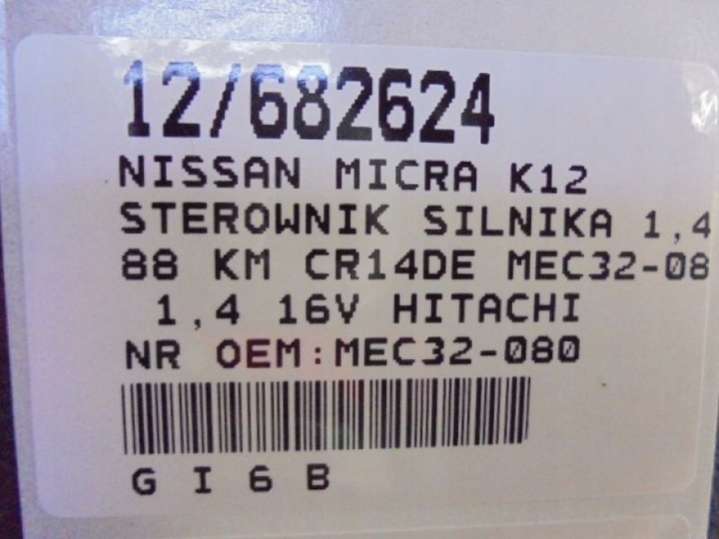 12/682624
NISSAN MICRA K12
STEROWNIK SILNIKA 1,4
88 KM CR14DE MEC32-08
1,4 16V HITACHI
NR OEM:MEC32-080
G I 6 B